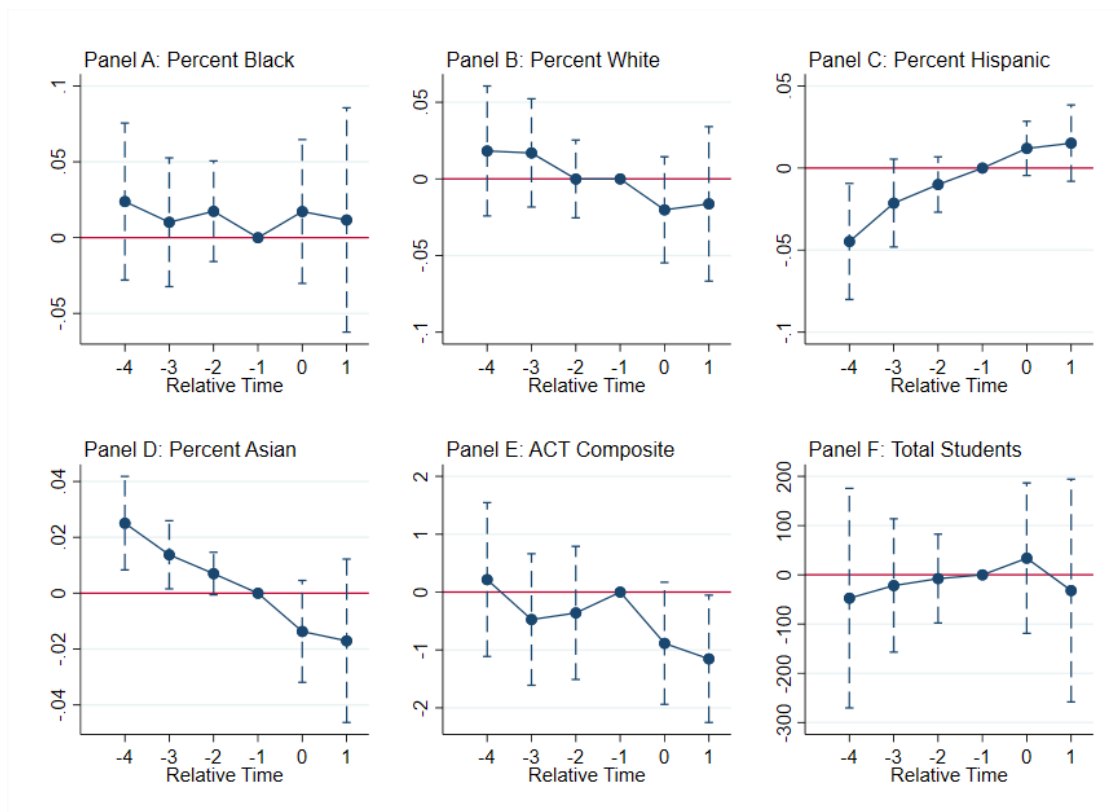 Panel A: Percent Black
.1
.05
0
-.05
-4 -3 -2 -1 0 1
Relative Time
Panel B: Percent White
.05
0
-.05
-.1
-4 -3 -2 -1 0 1
Relative Time
Panel C: Percent Hispanic
.05
0
-.05
-.1
-4 -3 -2 -1 0 1
Relative Time
Panel D: Percent Asian
.04
.02
0
-.02
-.04
-4 -3 -2 -1 0 1
Relative Time
Panel E: ACT Composite
2
1
0
-1
-2
-4 -3 -2 -1 0 1
Relative Time
Panel F: Total Students
200
100
0
-100
-200
-300
-4 -3 -2 -1 0 1
Relative Time